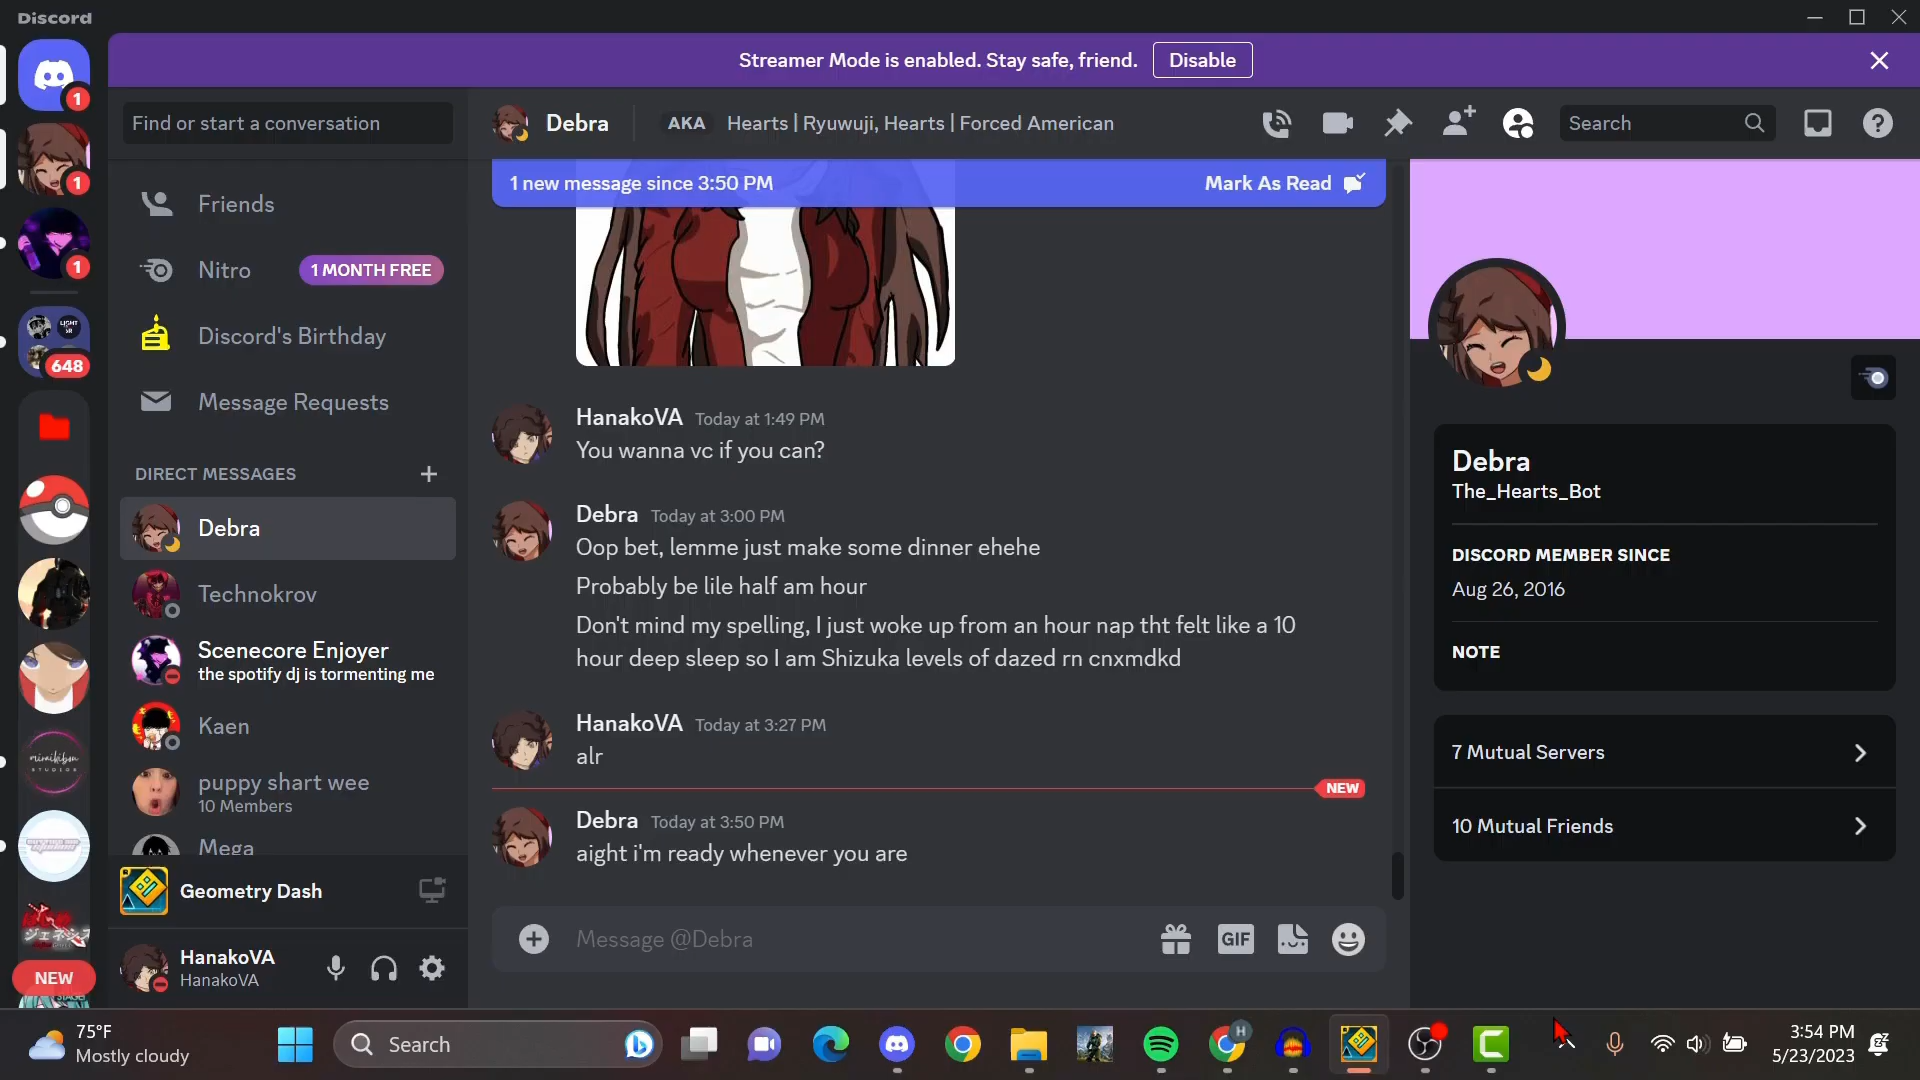 Discord
Streamer Mode is enabled. Stay safe, friend.
Disable
Find or start a conversation
Debra
AKA
Hearts | Ryuwuji, Hearts | Forced American
Search
1 new message since 3:50 PM
Mark As Read
1
1
1
648
LIGHT
NEW
Friends
Nitro
1 MONTH FREE
Discord's Birthday
Message Requests
DIRECT MESSAGES
Debra
Technokrov
Scenecore Enjoyer
the spotify dj is tormenting me
Kaen
puppy shart wee
10 Members
Mega
Geometry Dash
HanakoVA
HanakoVA
HanakoVA Today at 1:49 PM
You wanna vc if you can?
Debra Today at 3:00 PM
Oop bet, lemme just make some dinner ehehe
Probably be lile half am hour
Don't mind my spelling, I just woke up from an hour nap tht felt like a 10
hour deep sleep so I am Shizuka levels of dazed rn cnxmdkd
HanakoVA Today at 3:27 PM
alr
NEW
Debra Today at 3:50 PM
aight i'm ready whenever you are
Message @Debra
GIF
Debra
The_Hearts_Bot
DISCORD MEMBER SINCE
Aug 26, 2016
NOTE
7 Mutual Servers
10 Mutual Friends
75°F
Mostly cloudy
Search
H
3:54 PM
5/23/2023